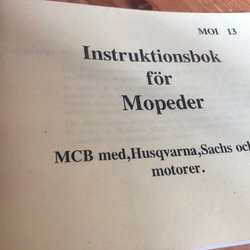 MOI 13
Instruktionsbok
för
Mopeder
MCB med,Husqvarna,Sachs och
motorer.